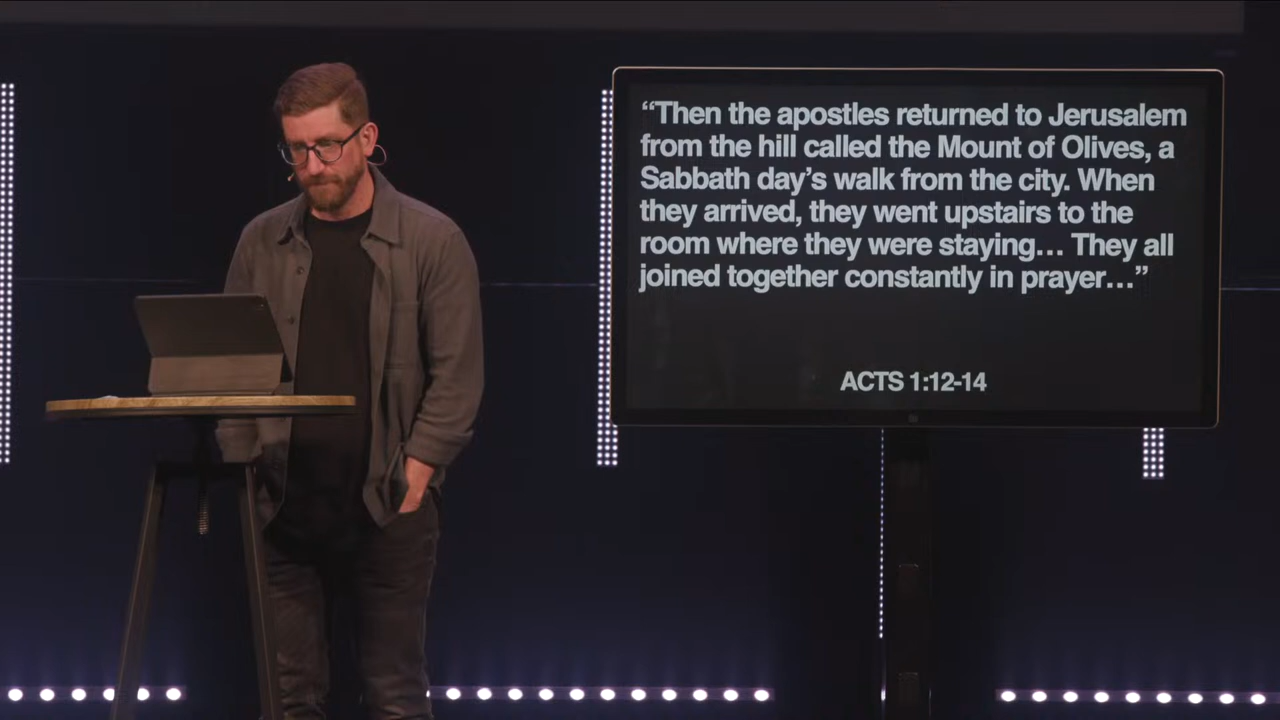 “Then the apostles returned to Jerusalem
from the hill called the Mount of Olives, a
Sabbath day’s walk from the city. When
they arrived, they went upstairs to the
room where they were staying… They all
joined together constantly in prayer…”
ACTS 1:12-14